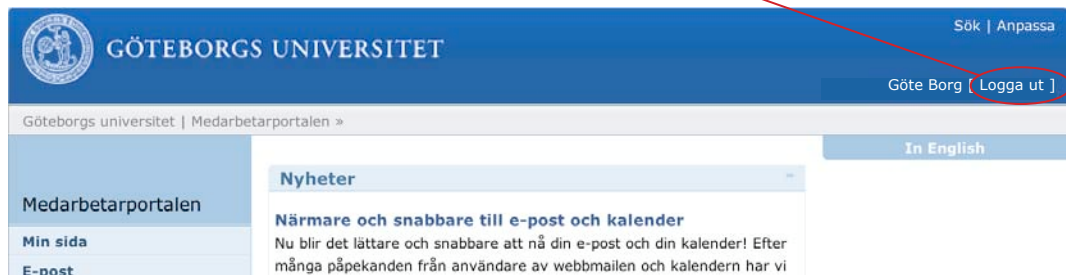 Sök | Anpassa
GÖTEBORGS UNIVERSITET
Göte Borg [ Logga ut ]
Göteborgs universitet | Medarbetarportalen »
In English
Nyheter
Medarbetarportalen
Närmare och snabbare till e-post och kalender
Min sida
Nu blir det lättare och snabbare att nå din e-post och din kalender! Efter
E-post
många påpekanden från användare av webbmailen och kalendern har vi